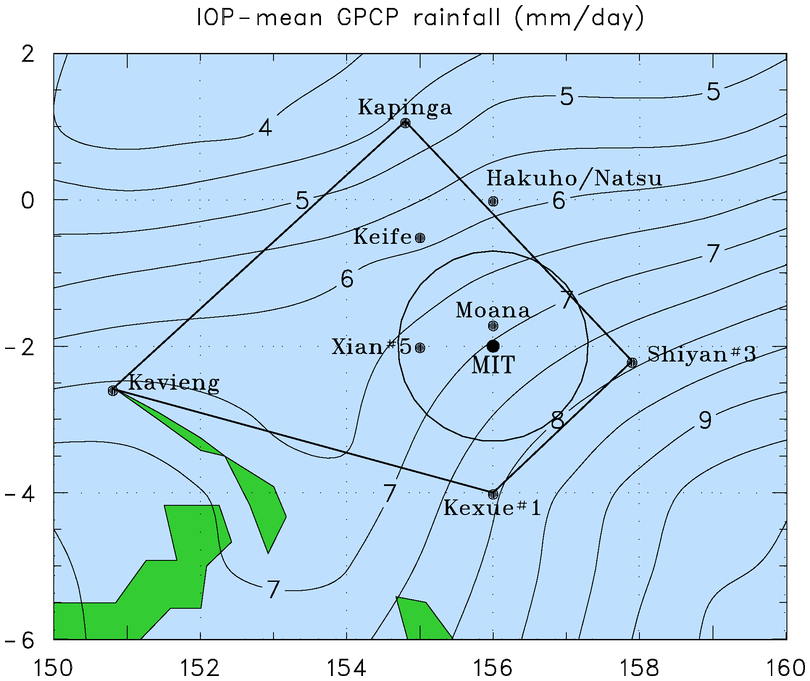 IOP-mean GPCP rainfall (mm/day)
2
5
5
Kapinga
4
Hakuho/Natsu
0
5
6
Keife
7
6
7
Moana
-2
Xian#5
MIT
Shiyan#3
Kavieng
8
9
7
-4
Kexue#1
7
-6
150
152
154
156
158
160